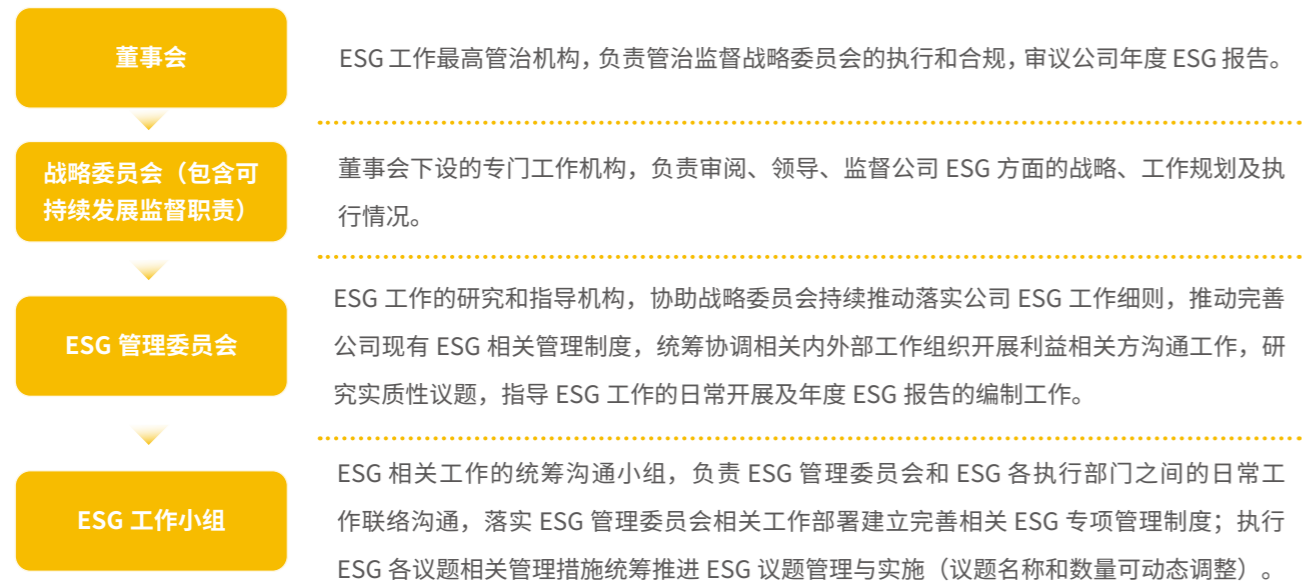 董事会
ESG 工作最高管治机构，负责管治监督战略委员会的执行和合规，审议公司年度 ESG 报告。
战略委员会（包含可
持续发展监督职责）
董事会下设的专门工作机构，负责审阅、领导、监督公司 ESG 方面的战略、工作规划及执
行情况。
ESG 管理委员会
ESG 工作的研究和指导机构，协助战略委员会持续推动落实公司 ESG 工作细则，推动完善
公司现有 ESG 相关管理制度，统筹协调相关内外部工作组织开展利益相关方沟通工作，研
究实质性议题，指导 ESG 工作的日常开展及年度 ESG 报告的编制工作。
ESG 工作小组
ESG 相关工作的统筹沟通小组，负责 ESG 管理委员会和 ESG 各执行部门之间的日常工
作联络沟通，落实 ESG 管理委员会相关工作部署建立完善相关 ESG 专项管理制度；执行
ESG 各议题相关管理措施统筹推进 ESG 议题管理与实施（议题名称和数量可动态调整）。